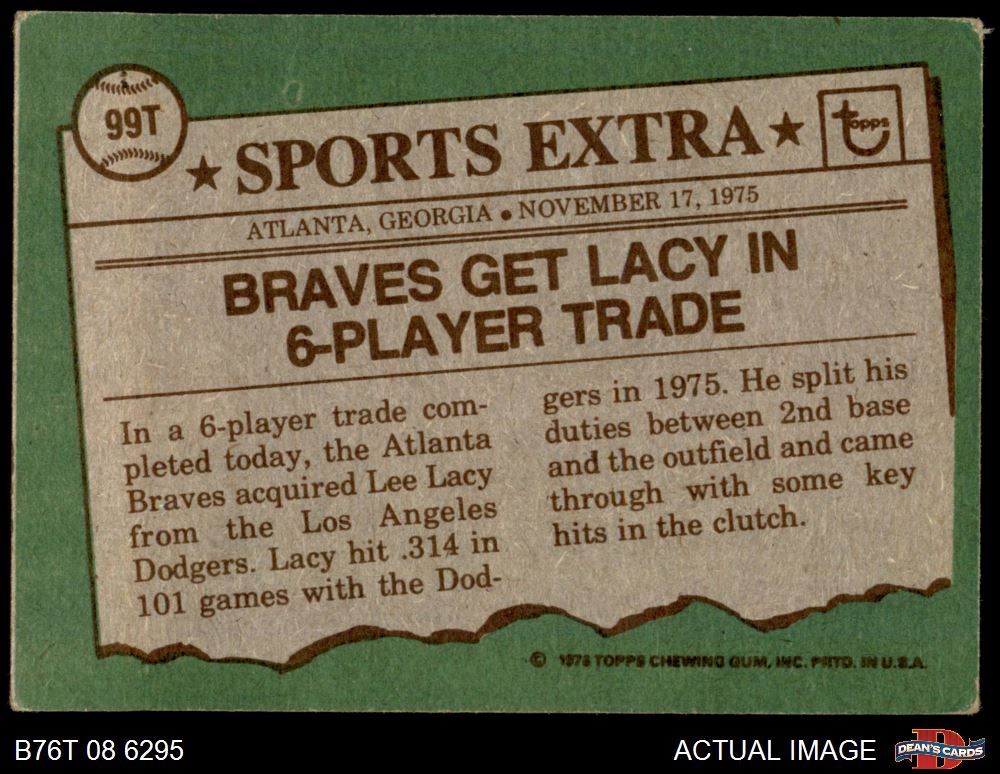 99T
★ SPORTS EXTRA ★
topps
ATLANTA, GEORGIA • NOVEMBER 17, 1975
BRAVES GET LACY IN
6-PLAYER TRADE
In a 6-player trade com-
pleted today, the Atlanta
Braves acquired Lee Lacy
from the Los Angeles
Dodgers. Lacy hit .314 in
101 games with the Dod-
gers in 1975. He split his
duties between 2nd base
and the outfield and came
through with some key
hits in the clutch.
© 1976 TOPPS CHEWING GUM, INC. PRTD. IN U.S.A.
B76T 08 6295
ACTUAL IMAGE
DEAN'S CARDS